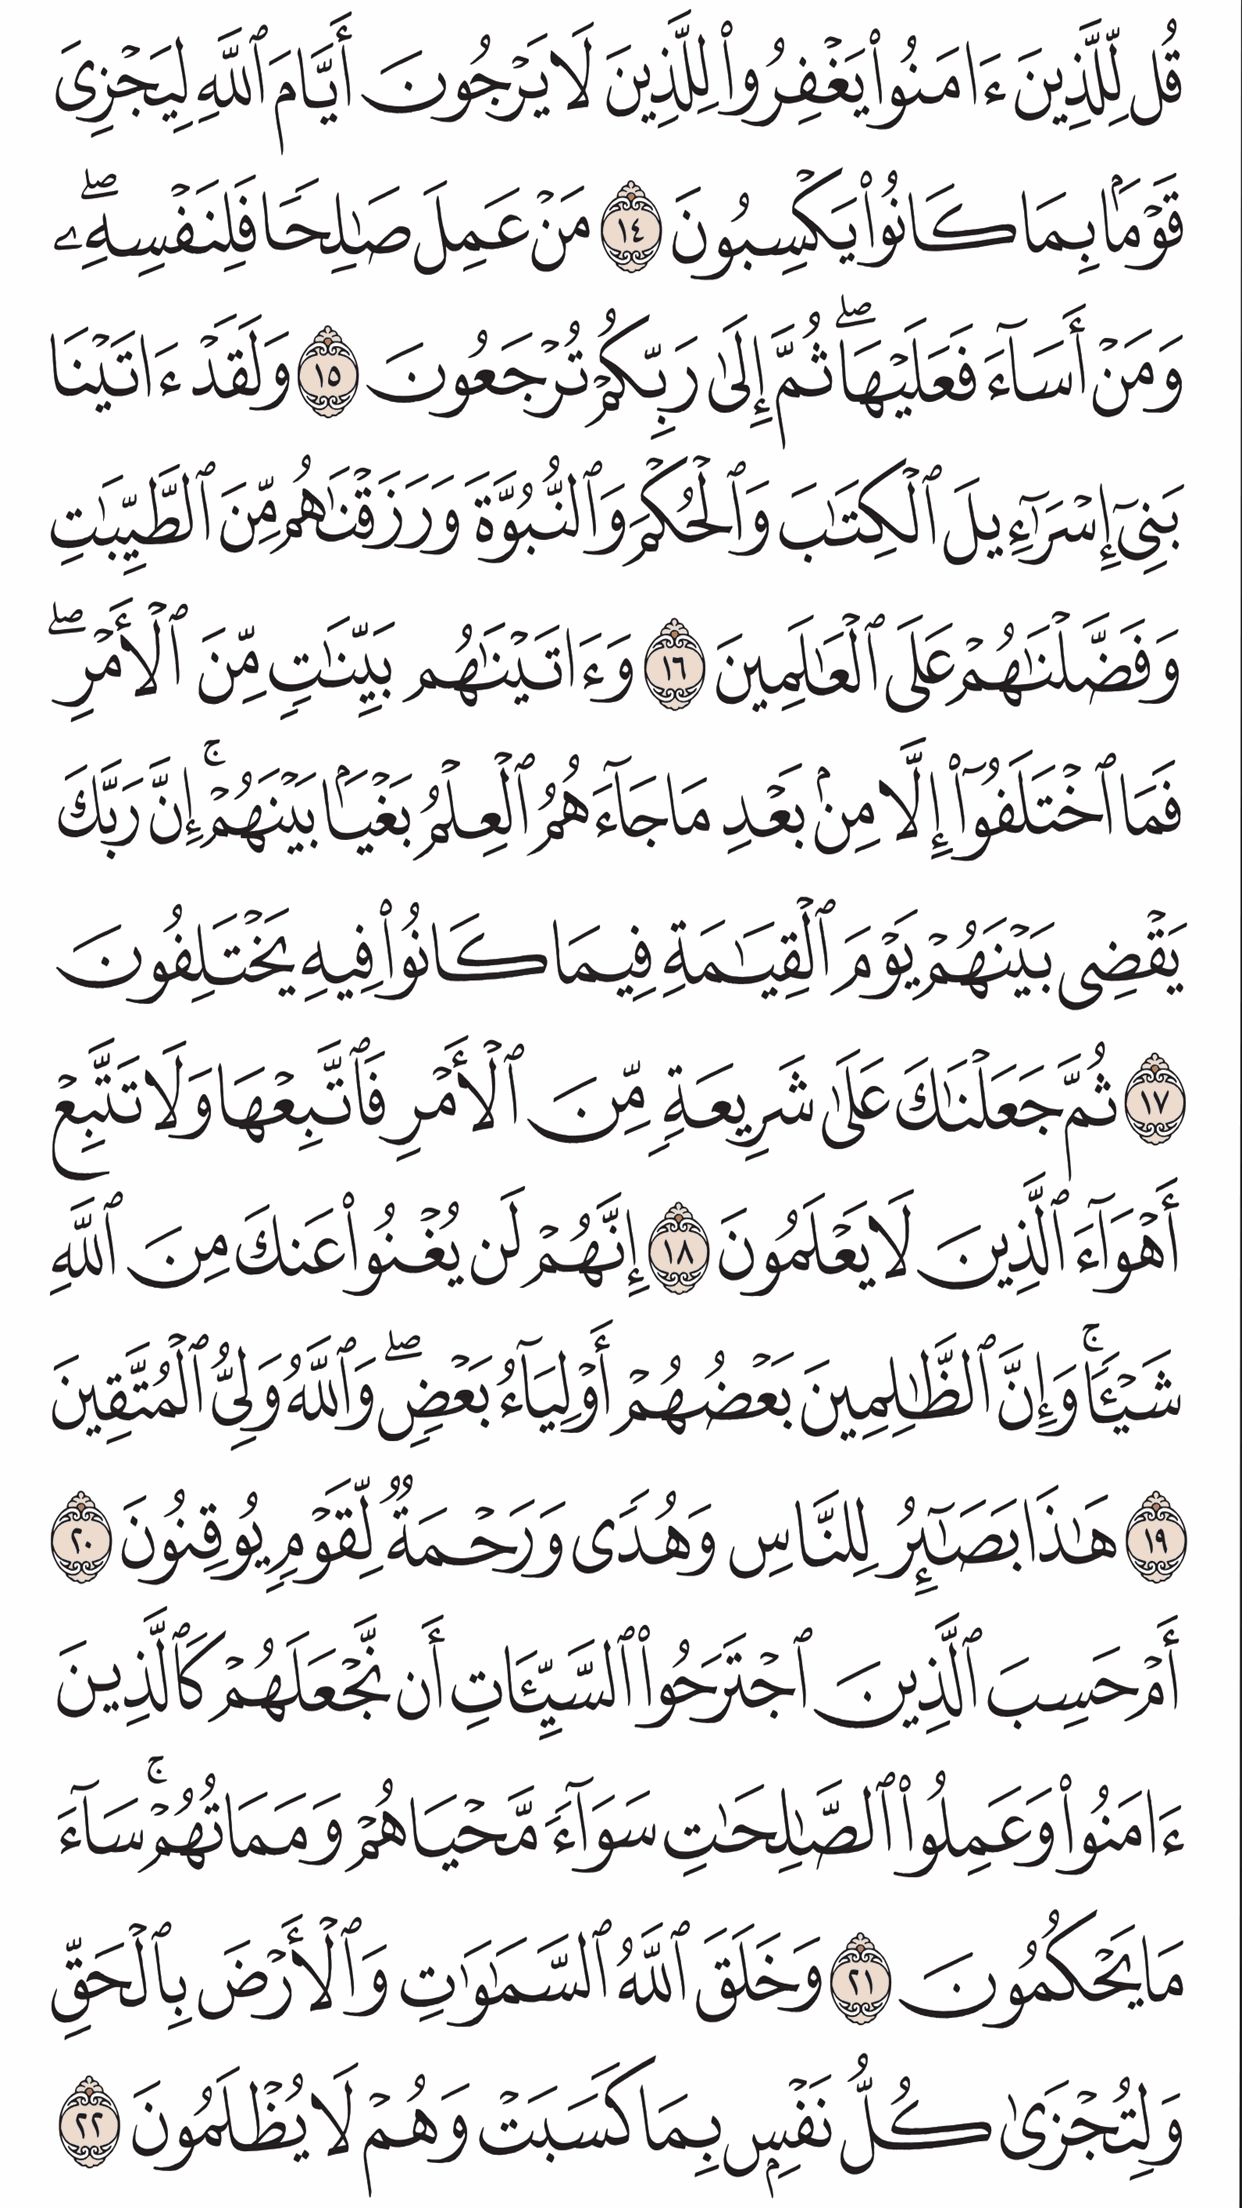 قُل لِّلَّذِينَ ءَامَنُوا۟ يَغْفِرُوا۟ لِلَّذِينَ لَا يَرْجُونَ أَيَّامَ ٱللَّهِ لِيَجْزِىَ
قَوْمًۢا بِمَا كَانُوا۟ يَكْسِبُونَ ١٤ مَنْ عَمِلَ صَـٰلِحًا فَلِنَفْسِهِۦ ۖ
وَمَنْ أَسَآءَ فَعَلَيْهَا ۖ ثُمَّ إِلَىٰ رَبِّكُمْ تُرْجَعُونَ ١٥ وَلَقَدْ ءَاتَيْنَا
بَنِىٓ إِسْرَٰٓءِيلَ ٱلْكِتَـٰبَ وَٱلْحُكْمَ وَٱلنُّبُوَّةَ وَرَزَقْنَـٰهُم مِّنَ ٱلطَّيِّبَـٰتِ
وَفَضَّلْنَـٰهُمْ عَلَى ٱلْعَـٰلَمِينَ ١٦ وَءَاتَيْنَـٰهُم بَيِّنَـٰتٍ مِّنَ ٱلْأَمْرِ ۖ
فَمَا ٱخْتَلَفُوٓا۟ إِلَّا مِنۢ بَعْدِ مَا جَآءَهُمُ ٱلْعِلْمُ بَغْيًۢا بَيْنَهُمْ ۚ إِنَّ رَبَّكَ
يَقْضِى بَيْنَهُمْ يَوْمَ ٱلْقِيَـٰمَةِ فِيمَا كَانُوا۟ فِيهِ يَخْتَلِفُونَ
١٧ ثُمَّ جَعَلْنَـٰكَ عَلَىٰ شَرِيعَةٍ مِّنَ ٱلْأَمْرِ فَٱتَّبِعْهَا وَلَا تَتَّبِعْ
أَهْوَآءَ ٱلَّذِينَ لَا يَعْلَمُونَ ١٨ إِنَّهُمْ لَن يُغْنُوا۟ عَنكَ مِنَ ٱللَّهِ
شَيْـًٔا ۚ وَإِنَّ ٱلظَّـٰلِمِينَ بَعْضُهُمْ أَوْلِيَآءُ بَعْضٍ ۖ وَٱللَّهُ وَلِىُّ ٱلْمُتَّقِينَ
١٩ هَـٰذَا بَصَـٰٓئِرُ لِلنَّاسِ وَهُدًى وَرَحْمَةٌ لِّقَوْمٍ يُوقِنُونَ ٢٠
أَمْ حَسِبَ ٱلَّذِينَ ٱجْتَرَحُوا۟ ٱلسَّيِّـَٔاتِ أَن نَّجْعَلَهُمْ كَٱلَّذِينَ
ءَامَنُوا۟ وَعَمِلُوا۟ ٱلصَّـٰلِحَـٰتِ سَوَآءً مَّحْيَاهُمْ وَمَمَاتُهُمْ ۚ سَآءَ
مَا يَحْكُمُونَ ٢١ وَخَلَقَ ٱللَّهُ ٱلسَّمَـٰوَٰتِ وَٱلْأَرْضَ بِٱلْحَقِّ
وَلِتُجْزَىٰ كُلُّ نَفْسٍۭ بِمَا كَسَبَتْ وَهُمْ لَا يُظْلَمُونَ ٢٢